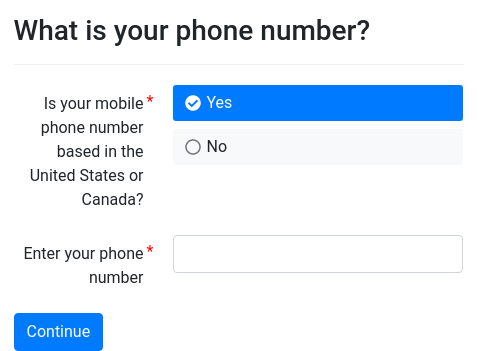 What is your phone number?
Is your mobile*
phone number
based in the
United States or
Canada?
Yes
No
Enter your phone*
number
Continue